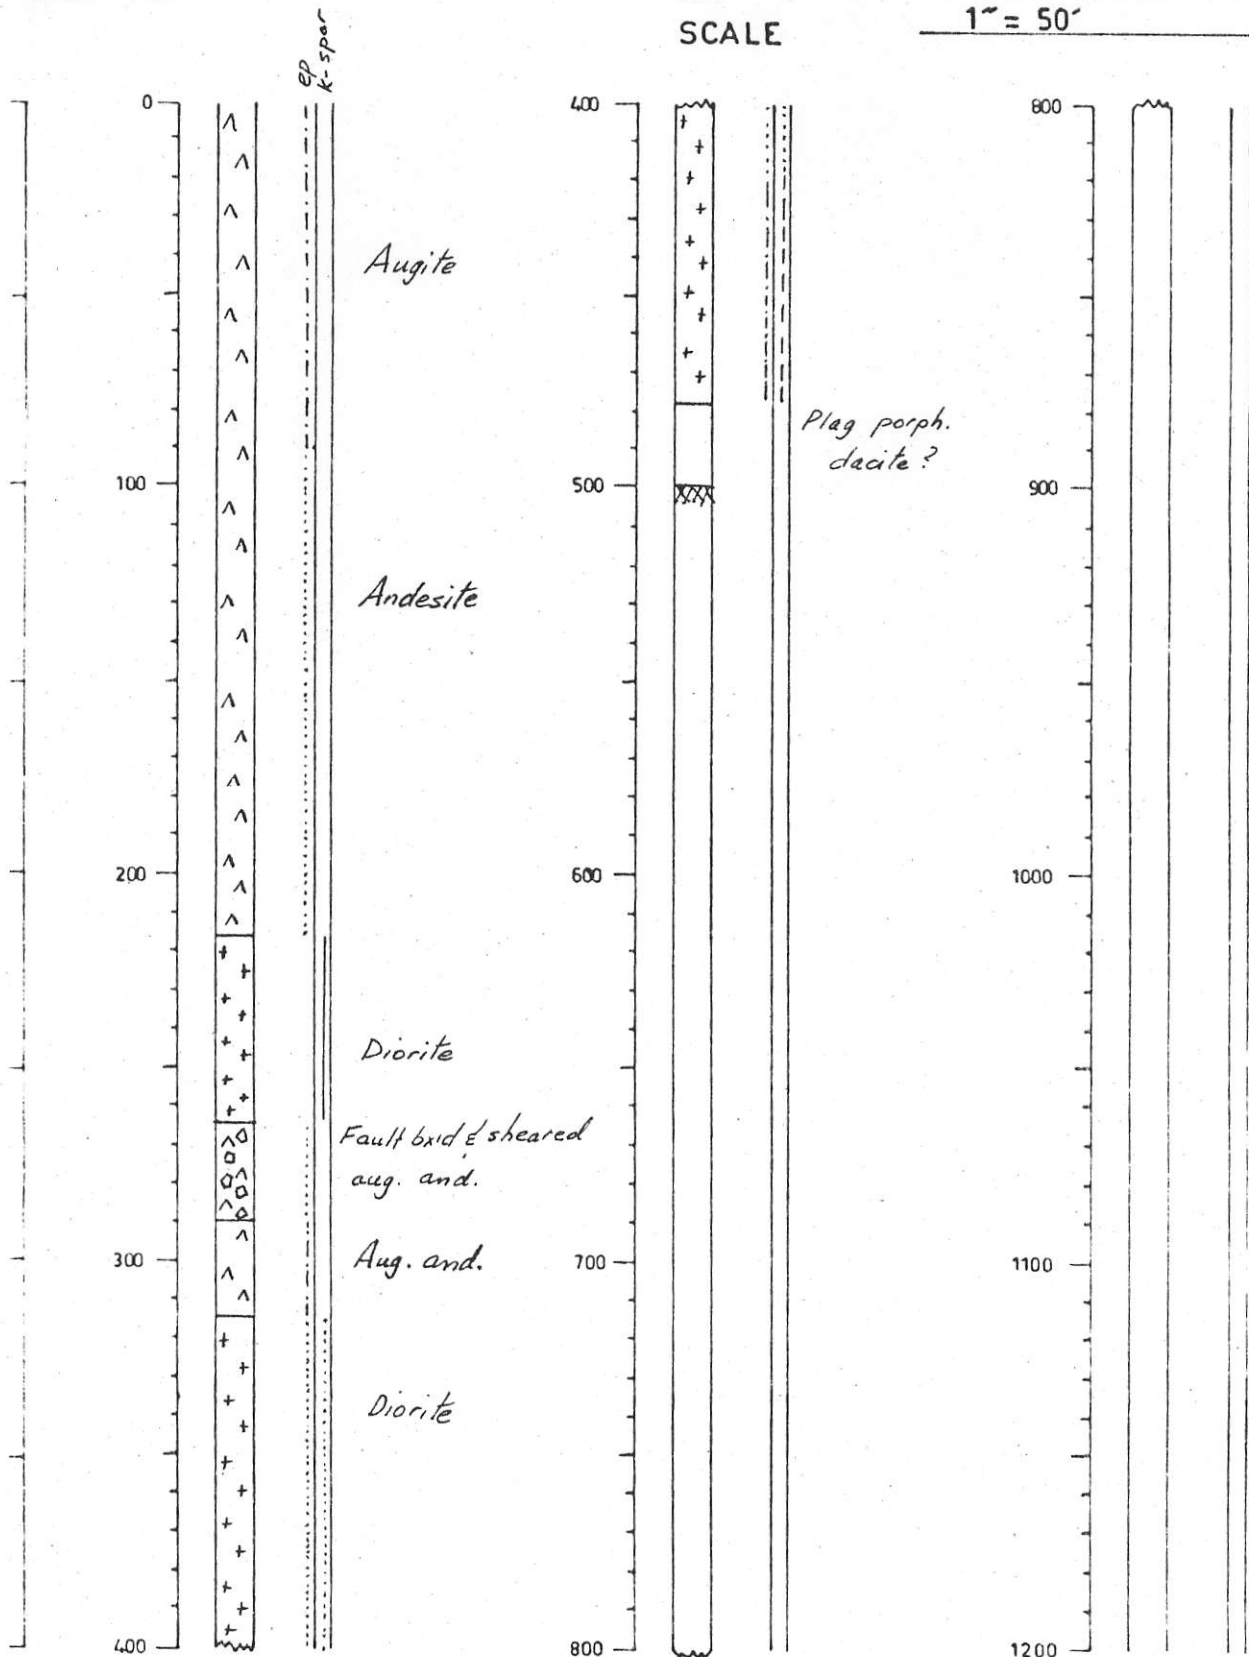 SCALE
1" = 50'
ep
k-spar
0
100
200
300
400
Augite
Andesite
Diorite
Fault bxid & sheared
aug. and.
Aug. and.
Diorite
400
500
600
700
800
Plag porph.
dacite?
800
900
1000
1100
1200